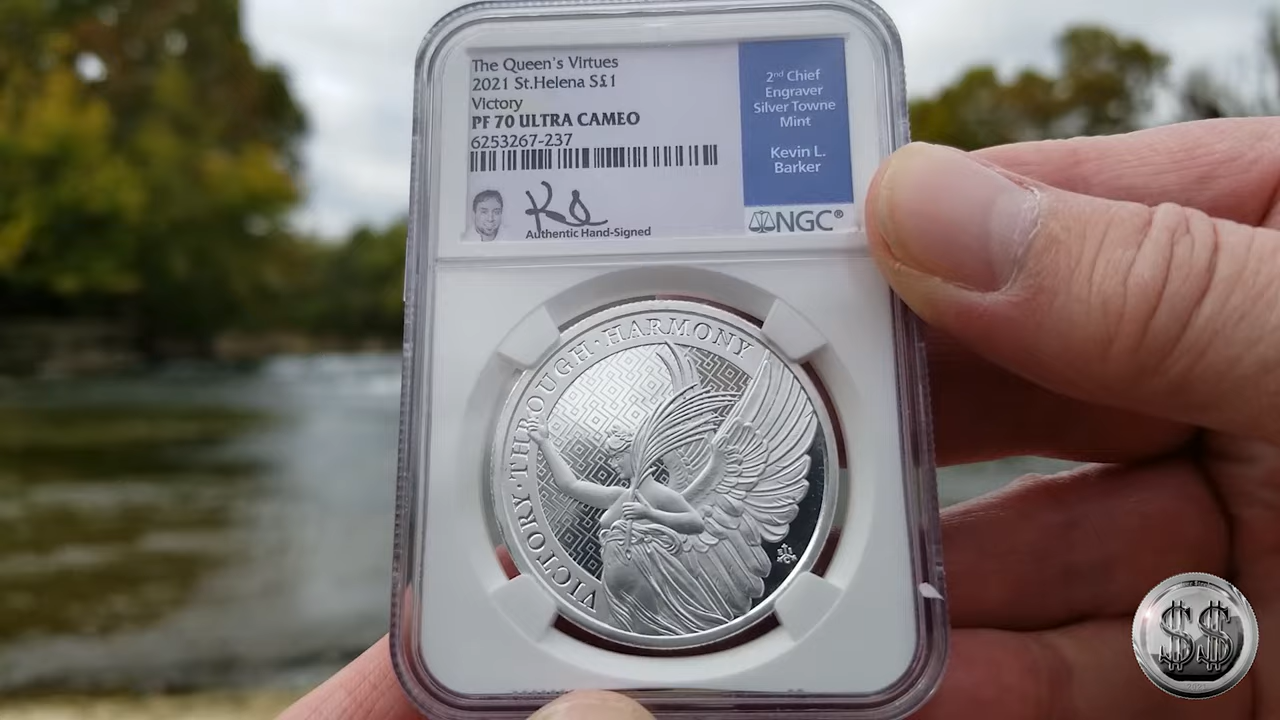 The Queen's Virtues
2021 St.Helena S£1
Victory
PF 70 ULTRA CAMEO
6253267-237
2nd Chief
Engraver
Silver Towne
Mint
Kevin L.
Barker
Authentic Hand-Signed
NGC®
VICTORY·THROUGH·HARMONY
$$